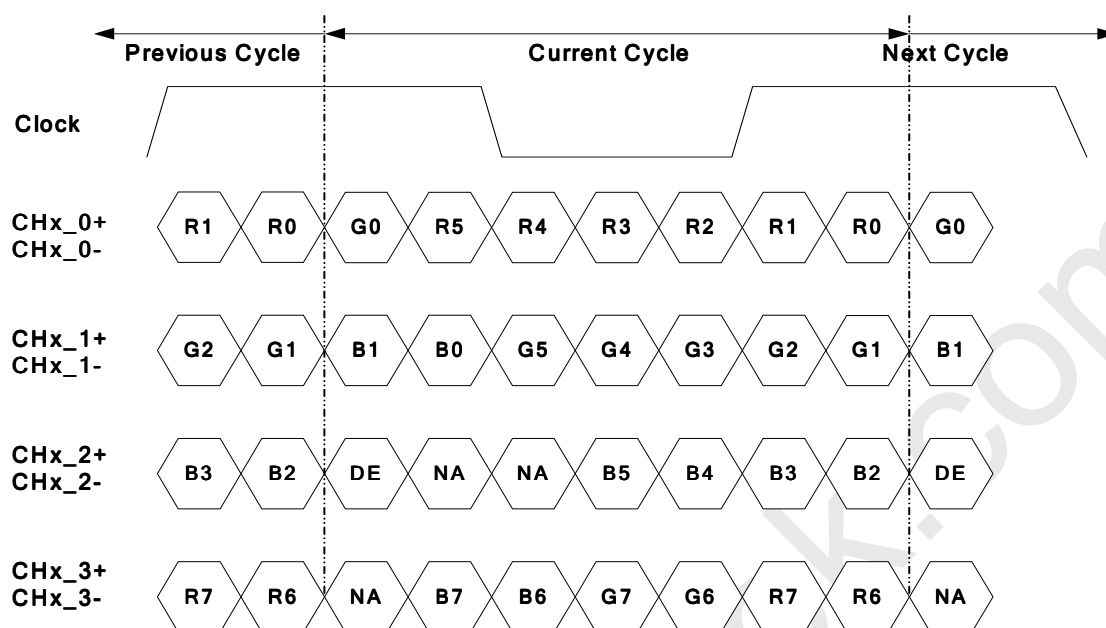 Previous Cycle Current Cycle Next Cycle
Clock
CHx_0+
CHx_0-
R1 R0 G0 R5 R4 R3 R2 R1 R0 G0
CHx_1+
CHx_1-
G2 G1 B1 B0 G5 G4 G3 G2 G1 B1
CHx_2+
CHx_2-
B3 B2 DE NA NA B5 B4 B3 B2 DE
CHx_3+
CHx_3-
R7 R6 NA B7 B6 G7 G6 R7 R6 NA
k.com